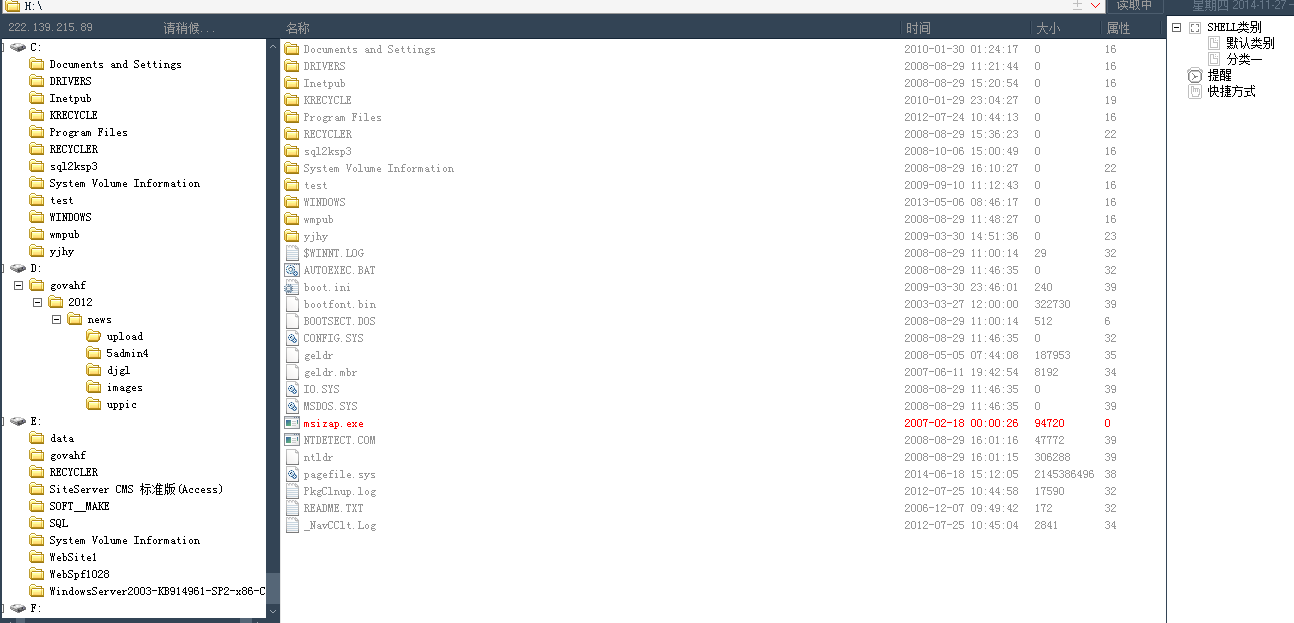 H:\ 读取中 星期四 2014-11-27
222.139.215.89 请稍候... 名称 时间 大小 属性
C:
Documents and Settings
DRIVERS
Inetpub
KRECYCLE
Program Files
RECYCLER
sql2ksp3
System Volume Information
test
WINDOWS
wmpub
yjhy
D:
govahf
2012
news
upload
5admin4
djgl
images
uppic
E:
data
govahf
RECYCLER
SiteServer CMS 标准版(Access)
SOFT__MAKE
SQL
System Volume Information
WebSite1
WebSpf1028
WindowsServer2003-KB914961-SP2-x86-C
F:
Documents and Settings 2010-01-30 01:24:17 0 16
DRIVERS 2008-08-29 11:21:44 0 16
Inetpub 2008-08-29 15:20:54 0 16
KRECYCLE 2010-01-29 23:04:27 0 19
Program Files 2012-07-24 10:44:13 0 16
RECYCLER 2008-08-29 15:36:23 0 22
sql2ksp3 2008-10-06 15:00:49 0 16
System Volume Information 2008-08-29 16:10:27 0 22
test 2009-09-10 11:12:43 0 16
WINDOWS 2013-05-06 08:46:17 0 16
wmpub 2008-08-29 11:48:27 0 16
yjhy 2009-03-30 14:51:36 0 23
$WINNT.LOG 2008-08-29 11:00:14 29 32
AUTOEXEC.BAT 2008-08-29 11:46:35 0 32
boot.ini 2009-03-30 23:46:01 240 39
bootfont.bin 2003-03-27 12:00:00 322730 39
BOOTSECT.DOS 2008-08-29 11:00:14 512 6
CONFIG.SYS 2008-08-29 11:46:35 0 32
geldr 2008-05-05 07:44:08 187953 35
geldr.mbr 2007-06-11 19:42:54 8192 34
IO.SYS 2008-08-29 11:46:35 0 39
MSDOS.SYS 2008-08-29 11:46:35 0 39
msizap.exe 2007-02-18 00:00:26 94720 0
NTDETECT.COM 2008-08-29 16:01:16 47772 39
ntldr 2008-08-29 16:01:15 306288 39
pagefile.sys 2014-06-18 15:12:05 2145386496 38
PkgClnup.log 2012-07-25 10:44:58 17590 32
README.TXT 2006-12-07 09:49:42 172 32
_NavCClt.Log 2012-07-25 10:45:04 2841 34
SHELL类别
默认类别
分类一
提醒
快捷方式